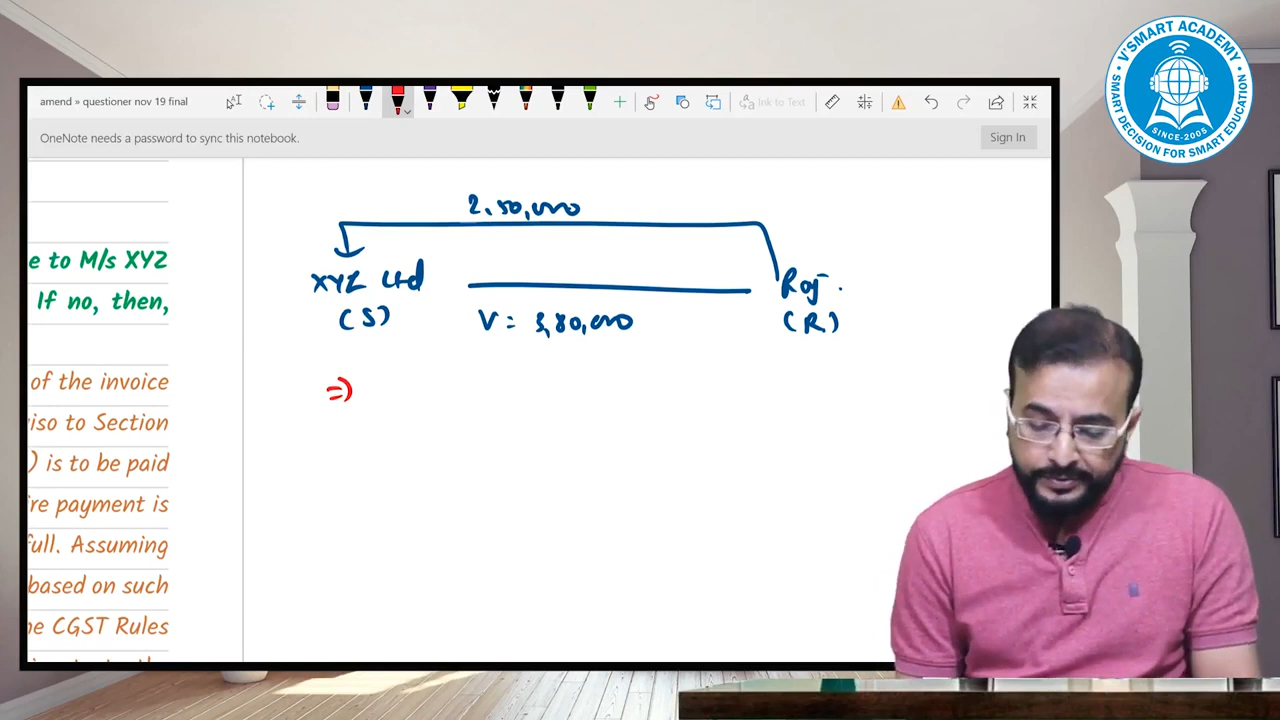 V'SMART ACADEMY
SINCE-2005
SMART DECISION FOR SMART EDUCATION
amend » questioner nov 19 final
Ink to Text
OneNote needs a password to sync this notebook.
Sign In
e to M/s XYZ
If no, then,
of the invoice
iso to Section
) is to be paid
re payment is
full. Assuming
based on such
he CGST Rules
2,50,000
XYZ Ltd
Raj.
(S)
V = 3,80,000
(R)
⇒